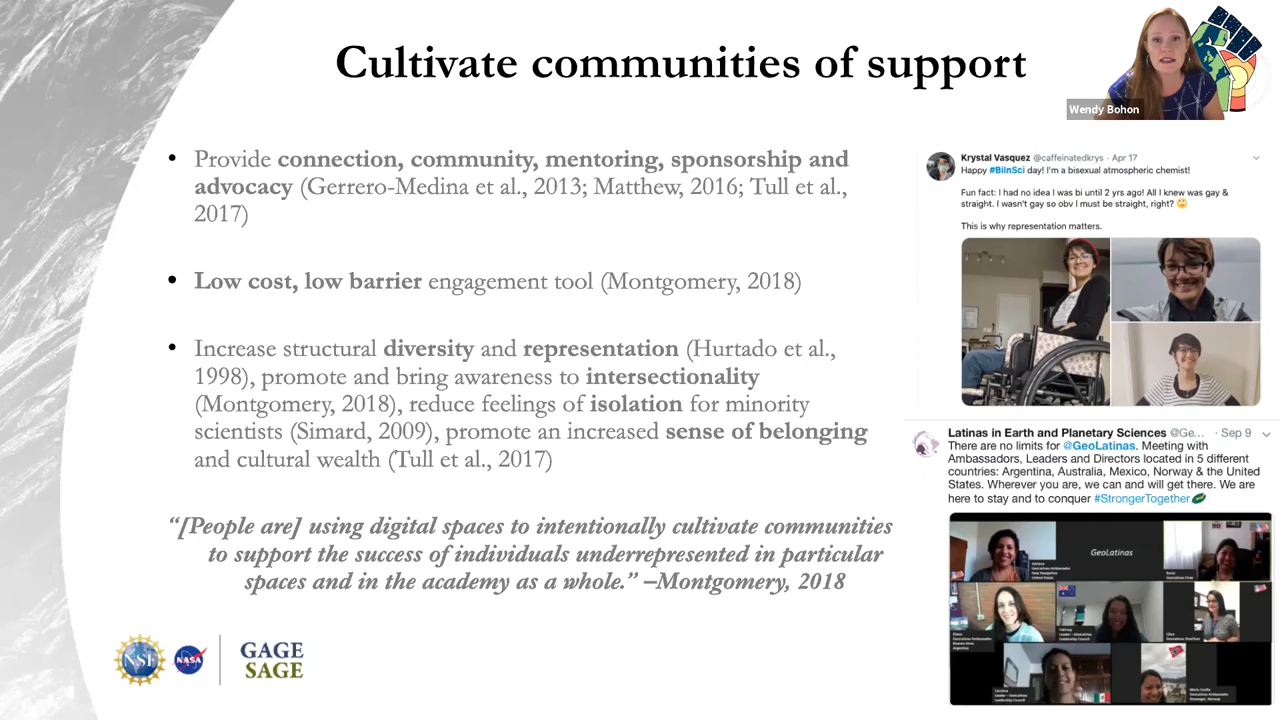 Cultivate communities of support
Wendy Bohon
• Provide connection, community, mentoring, sponsorship and
advocacy (Gerrero-Medina et al., 2013; Matthew, 2016; Tull et al.,
2017)
• Low cost, low barrier engagement tool (Montgomery, 2018)
• Increase structural diversity and representation (Hurtado et al.,
1998), promote and bring awareness to intersectionality
(Montgomery, 2018), reduce feelings of isolation for minority
scientists (Simard, 2009), promote an increased sense of belonging
and cultural wealth (Tull et al., 2017)
“[People are] using digital spaces to intentionally cultivate communities
to support the success of individuals underrepresented in particular
spaces and in the academy as a whole.” –Montgomery, 2018
NSF
NASA
GAGE
SAGE
Krystal Vasquez @caffeinatedkrys · Apr 17
Happy #BiInSci day! I'm a bisexual atmospheric chemist!
Fun fact: I had no idea I was bi until 2 yrs ago! All I knew was gay &
straight. I wasn't gay so obv I must be straight, right? 🙄
This is why representation matters.
Latinas in Earth and Planetary Sciences @Ge... · Sep 9
There are no limits for @GeoLatinas. Meeting with
Ambassadors, Leaders and Directors located in 5 different
countries: Argentina, Australia, Mexico, Norway & the United
States. Wherever you are, we can and will get there. We are
here to stay and to conquer #StrongerTogether
GeoLatinas